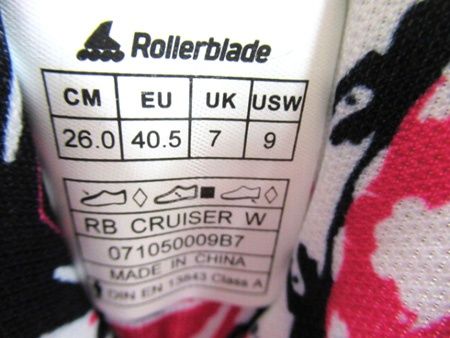 Rollerblade
CM EU UK USW
26.0 40.5 7 9
RB CRUISER W
071050009B7
MADE IN CHINA
DIN EN 13843 Class A